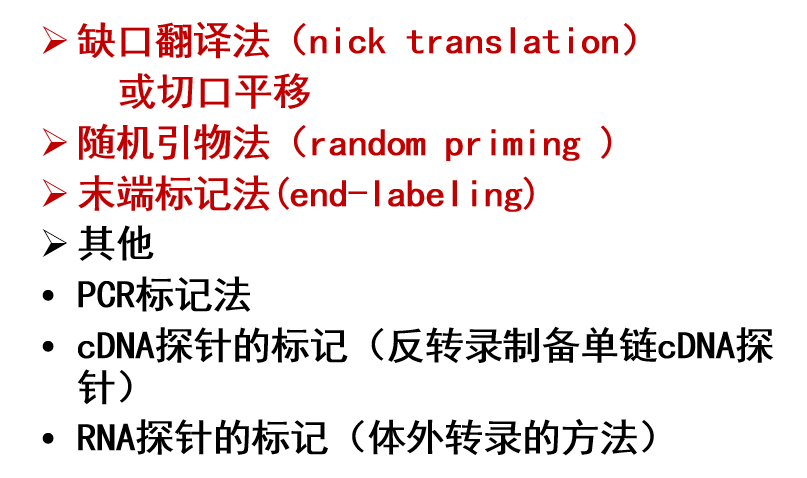 ➢ 缺口翻译法（nick translation）
或切口平移
➢ 随机引物法（random priming ）
➢ 末端标记法(end-labeling)
➢ 其他
• PCR标记法
• cDNA探针的标记（反转录制备单链cDNA探
针）
• RNA探针的标记（体外转录的方法）